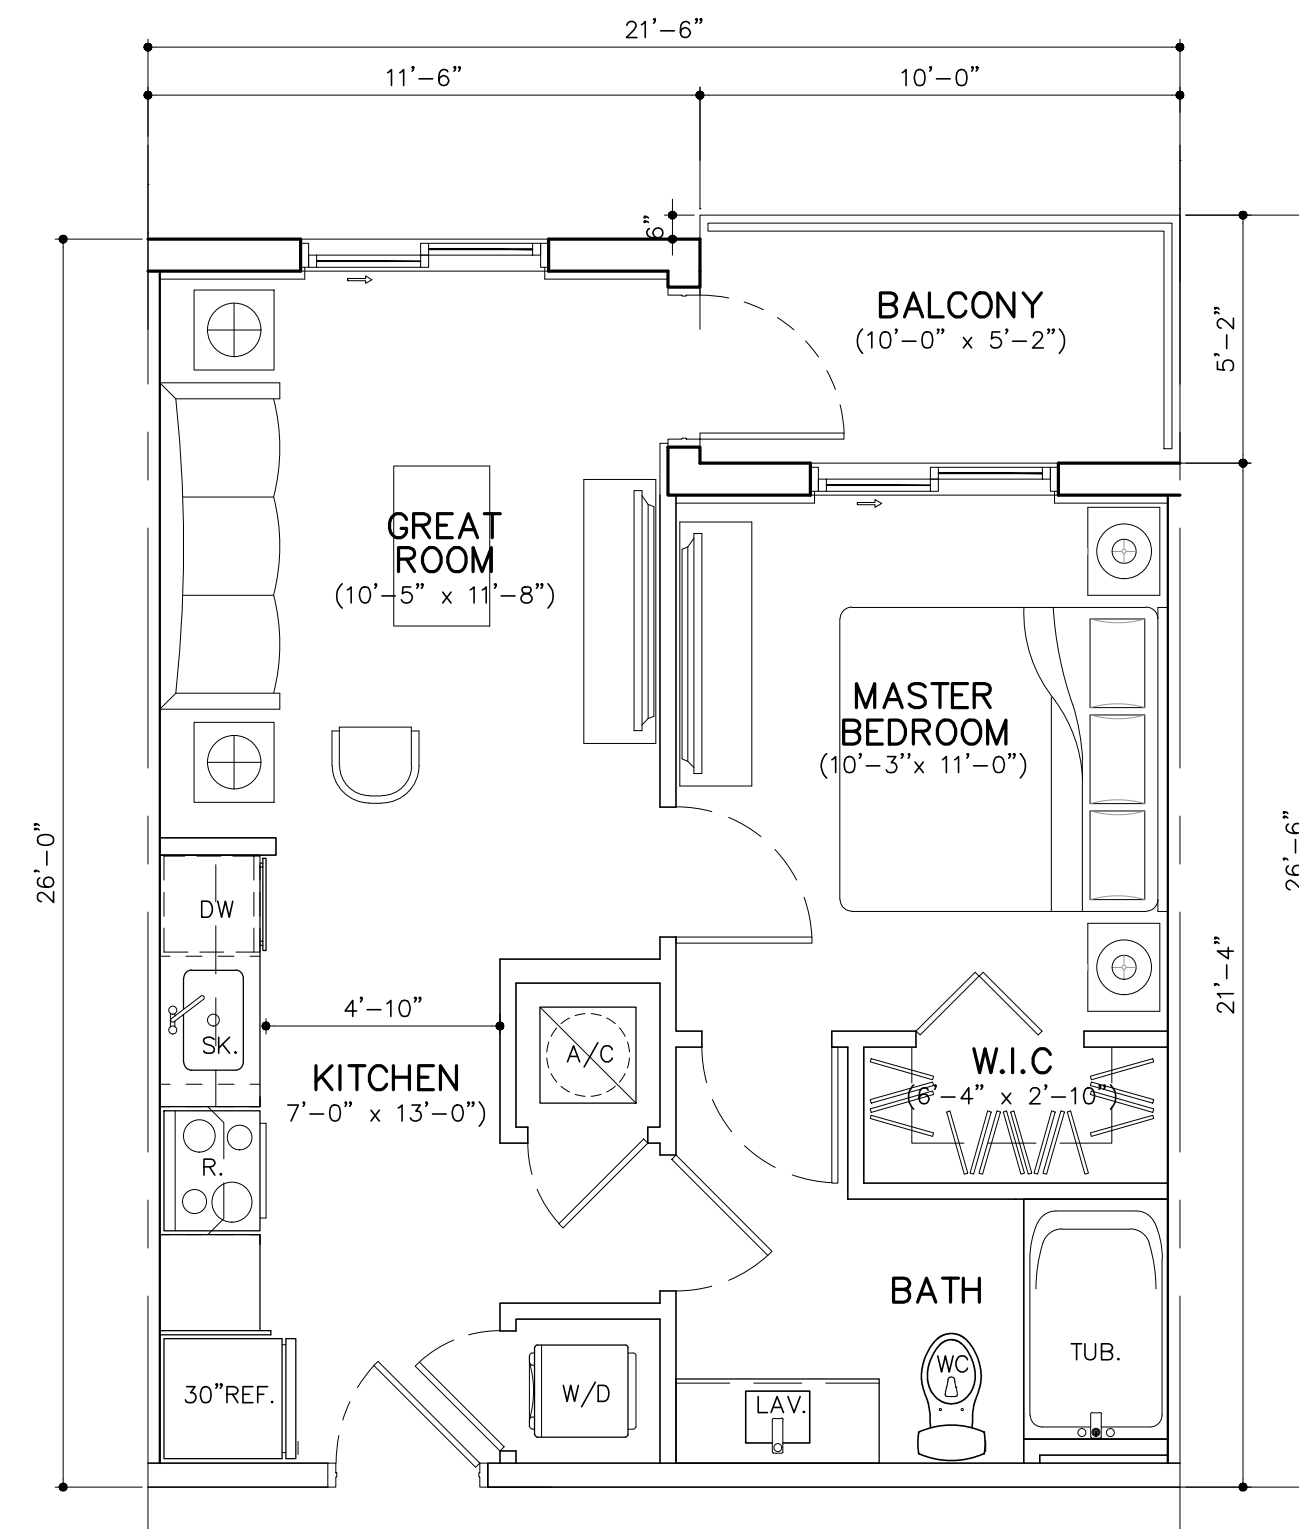 21'-6"
11'-6"
10'-0"
6"
BALCONY
(10'-0" x 5'-2")
5'-2"
GREAT
ROOM
(10'-5" x 11'-8")
MASTER
BEDROOM
(10'-3''x 11'-0")
26'-0"
26'-6"
DW
21'-4"
4'-10"
SK.
A/C
KITCHEN
7'-0" x 13'-0")
W.I.C
(6'-4" x 2'-10")
R.
BATH
TUB.
WC
30"REF.
W/D
LAV.